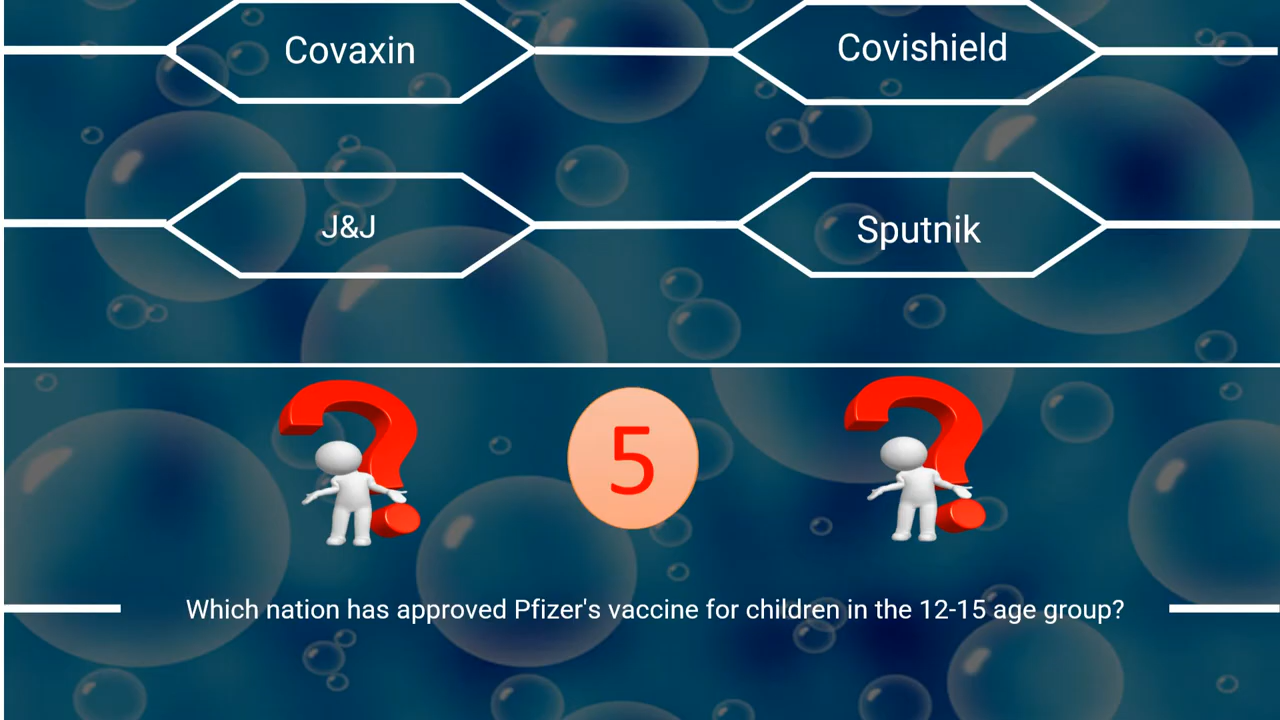 Covaxin
Covishield
J&J
Sputnik
5
Which nation has approved Pfizer's vaccine for children in the 12-15 age group?